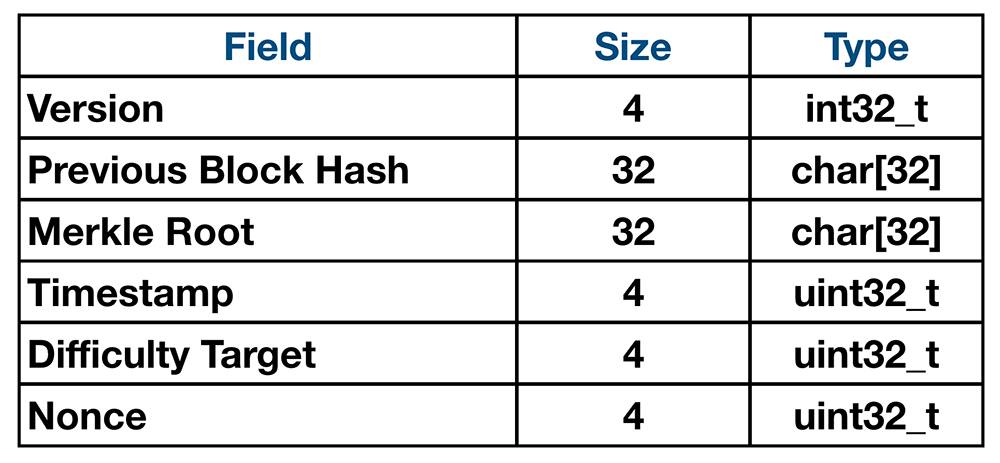 Field Size Type
Version 4 int32_t
Previous Block Hash 32 char[32]
Merkle Root 32 char[32]
Timestamp 4 uint32_t
Difficulty Target 4 uint32_t
Nonce 4 uint32_t